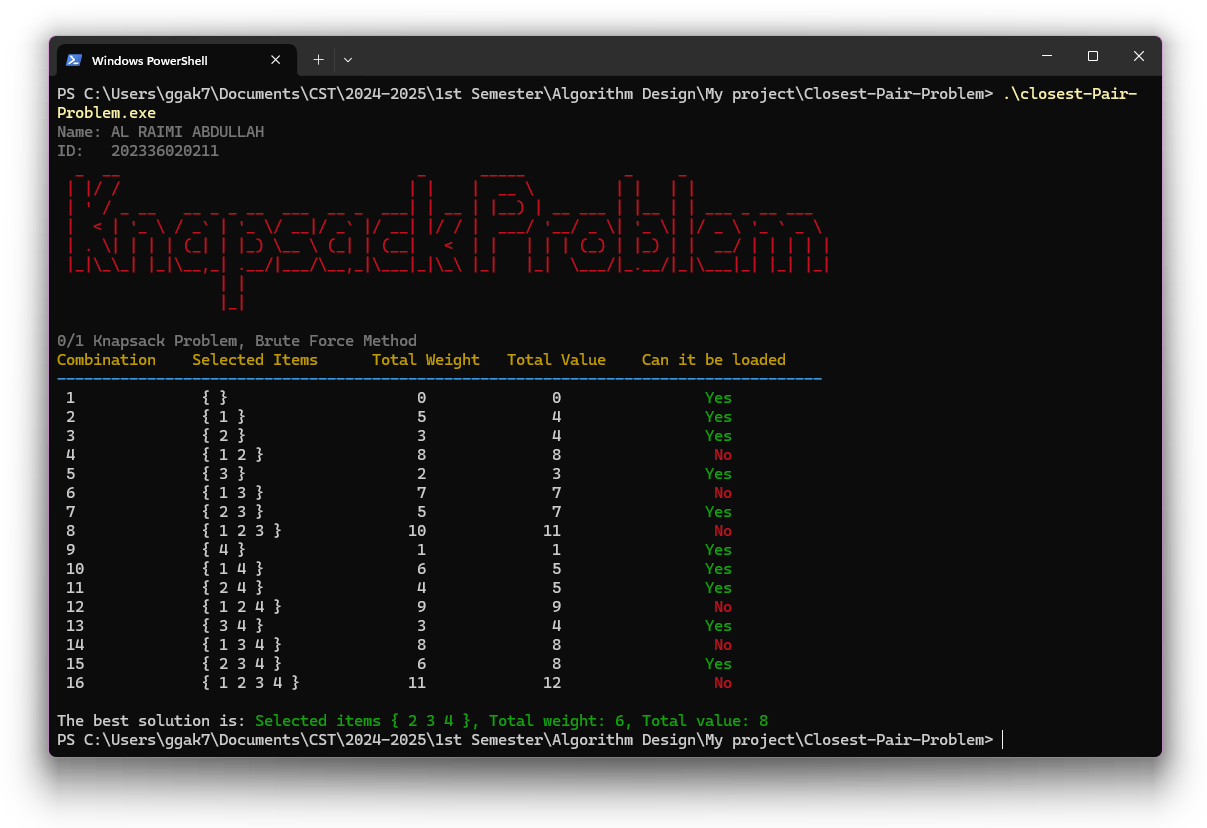 Windows PowerShell
PS C:\Users\ggak7\Documents\CST\2024-2025\1st Semester\Algorithm Design\My project\Closest-Pair-Problem> .\closest-Pair-
Problem.exe
Name: AL RAIMI ABDULLAH
ID:   202336020211
Knapsack Problem
0/1 Knapsack Problem, Brute Force Method
Combination    Selected Items      Total Weight   Total Value    Can it be loaded
1    { }    0    0    Yes
2    { 1 }    5    4    Yes
3    { 2 }    3    4    Yes
4    { 1 2 }    8    8    No
5    { 3 }    2    3    Yes
6    { 1 3 }    7    7    No
7    { 2 3 }    5    7    Yes
8    { 1 2 3 }    10    11    No
9    { 4 }    1    1    Yes
10    { 1 4 }    6    5    Yes
11    { 2 4 }    4    5    Yes
12    { 1 2 4 }    9    9    No
13    { 3 4 }    3    4    Yes
14    { 1 3 4 }    8    8    No
15    { 2 3 4 }    6    8    Yes
16    { 1 2 3 4 }    11    12    No
The best solution is: Selected items { 2 3 4 }, Total weight: 6, Total value: 8
PS C:\Users\ggak7\Documents\CST\2024-2025\1st Semester\Algorithm Design\My project\Closest-Pair-Problem>